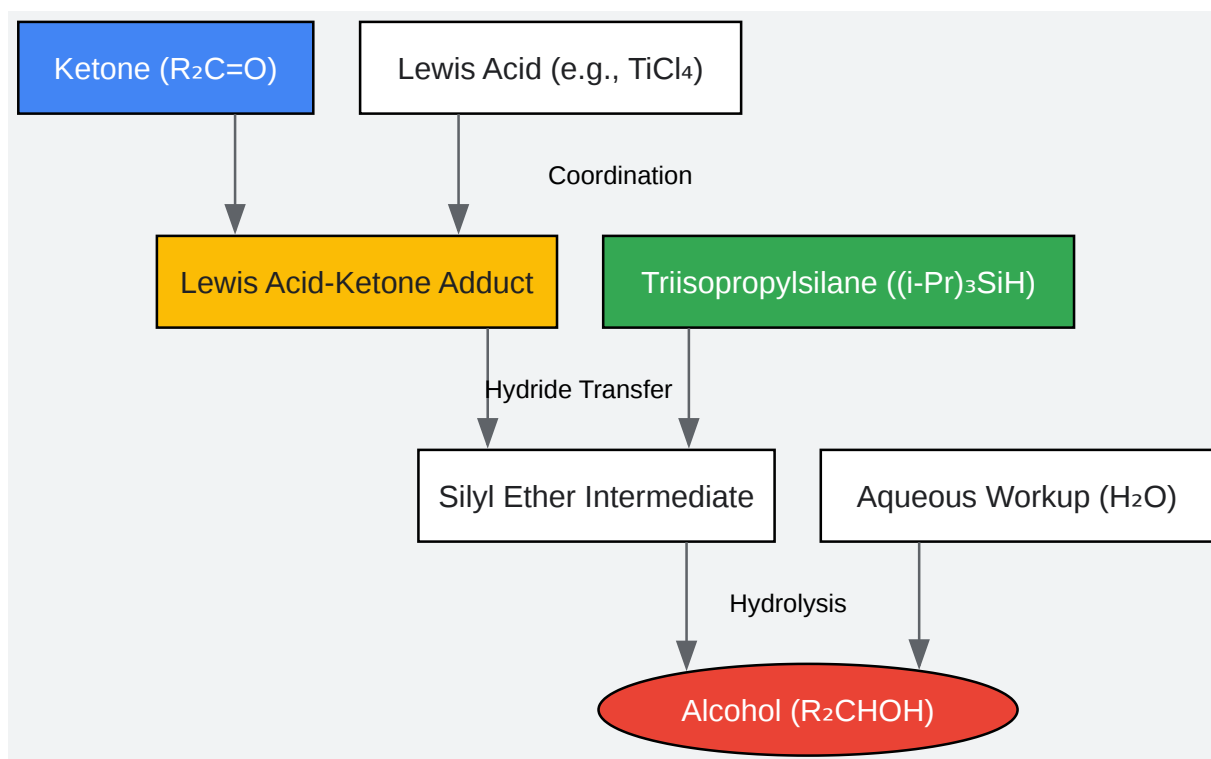 Ketone (R₂C=O)
Lewis Acid (e.g., TiCl₄)
Coordination
Lewis Acid-Ketone Adduct
Triisopropylsilane ((i-Pr)₃SiH)
Hydride Transfer
Silyl Ether Intermediate
Aqueous Workup (H₂O)
Hydrolysis
Alcohol (R₂CHOH)